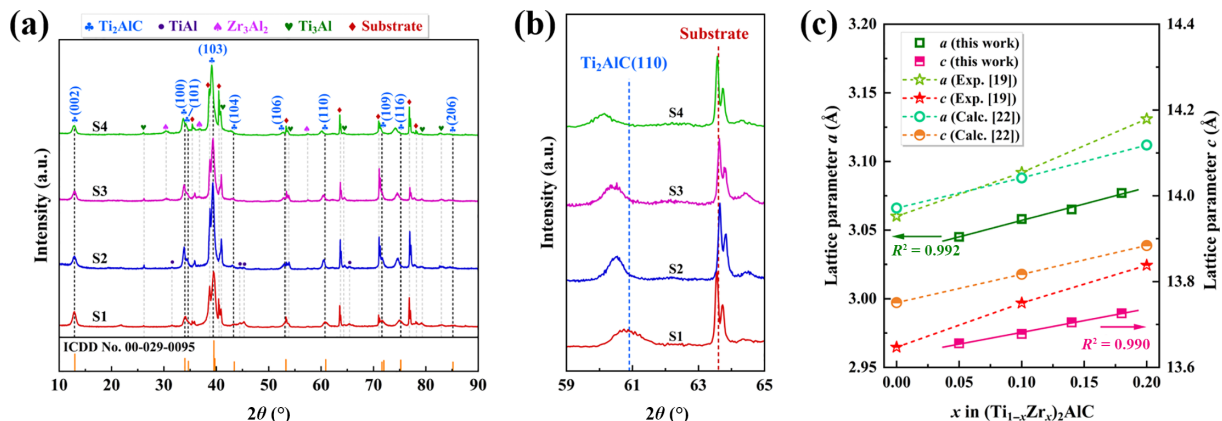 (a)
♣ Ti₂AlC ● TiAl ♠ Zr₃Al₂ ♥ Ti₃Al ♦ Substrate
(103)
(002)
(100)
(101)
(104)
(106)
(110)
(109)
(116)
(206)
S4
S3
S2
S1
ICDD No. 00-029-0095
Intensity (a.u.)
10 20 30 40 50 60 70 80 90
2θ (°)
(b)
Substrate
Ti₂AlC(110)
S4
S3
S2
S1
Intensity (a.u.)
59 61 63 65
2θ (°)
(c)
a (this work)
c (this work)
a (Exp. [19])
c (Exp. [19])
a (Calc. [22])
c (Calc. [22])
R² = 0.992
R² = 0.990
3.20
3.15
3.10
3.05
3.00
2.95
Lattice parameter a (Å)
14.4
14.2
14.0
13.8
13.6
Lattice parameter c (Å)
0.00 0.05 0.10 0.15 0.20
x in (Ti₁₋ₓZrₓ)₂AlC